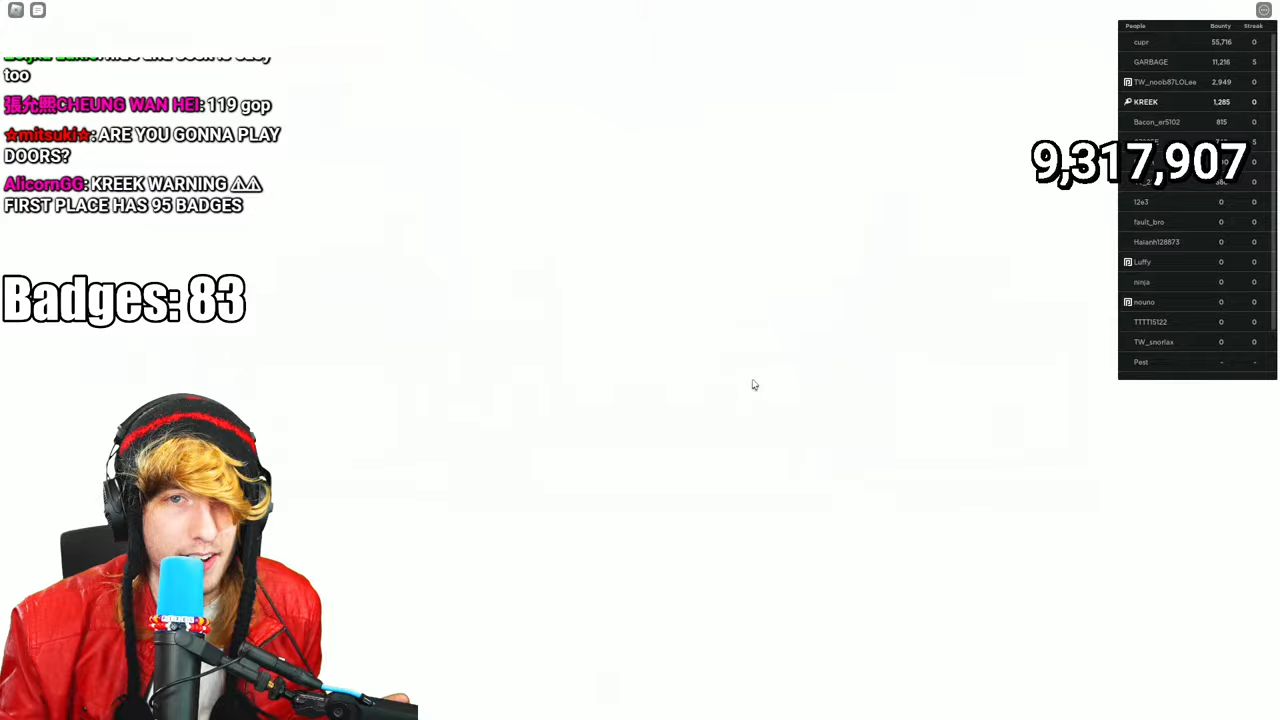 too
張允熙CHEUNG WAN HEI: 119 gop
☆mitsuki☆: ARE YOU GONNA PLAY
DOORS?
AlicornGG: KREEK WARNING ⚠⚠
FIRST PLACE HAS 95 BADGES
Badges: 83
9,317,907
People Bounty Streak
cupr 55,716 0
GARBAGE 11,216 5
TW_noob87LOLee 2,949 0
KREEK 1,285 0
Bacon_er5102 815 0
5
0
0
12e3 0 0
fault_bro 0 0
Haianh128873 0 0
Luffy 0 0
ninja 0 0
nouno 0 0
TTTT15122 0 0
TW_snorlax 0 0
Pest - -